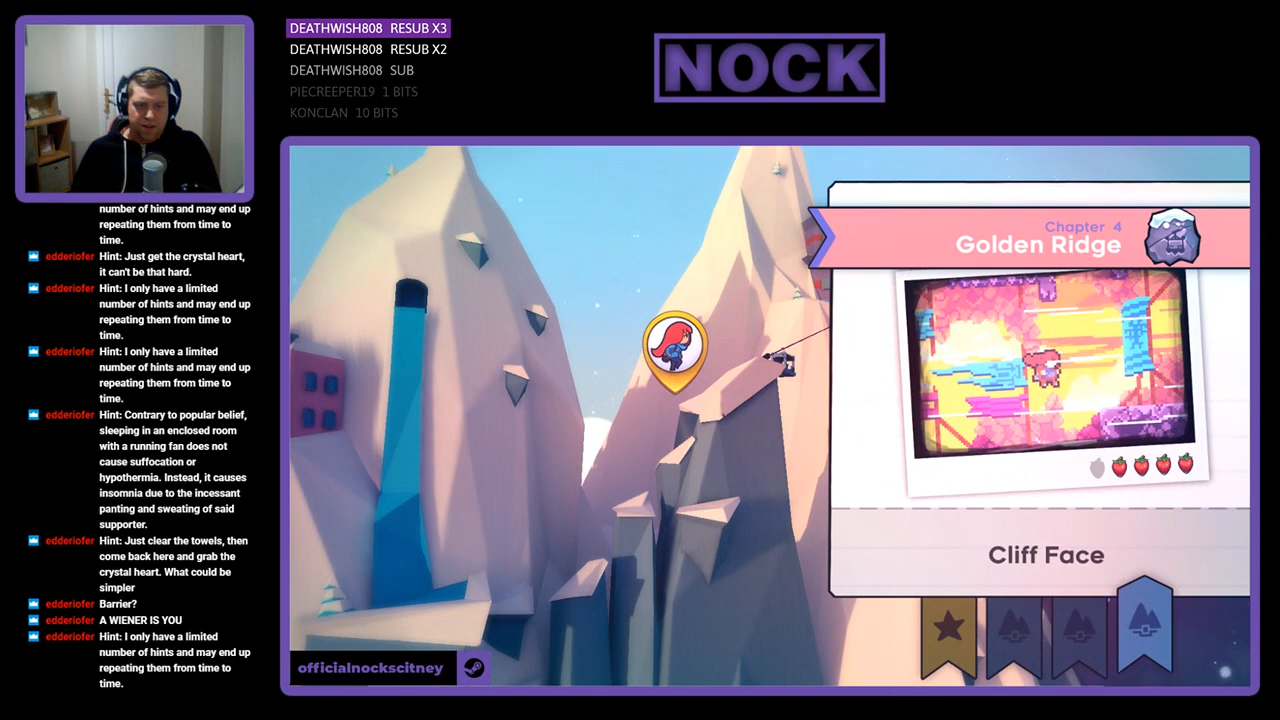 DEATHWISH808 RESUB X3
DEATHWISH808 RESUB X2
DEATHWISH808 SUB
PIECREEPER19 1 BITS
KONCLAN 10 BITS
NOCK
number of hints and may end up
repeating them from time to
time.
edderiofer Hint: Just get the crystal heart,
it can't be that hard.
edderiofer Hint: I only have a limited
number of hints and may end up
repeating them from time to
time.
edderiofer Hint: I only have a limited
number of hints and may end up
repeating them from time to
time.
edderiofer Hint: Contrary to popular belief,
sleeping in an enclosed room
with a running fan does not
cause suffocation or
hypothermia. Instead, it causes
insomnia due to the incessant
panting and sweating of said
supporter.
edderiofer Hint: Just clear the towels, then
come back here and grab the
crystal heart. What could be
simpler
edderiofer Barrier?
edderiofer A WIENER IS YOU
edderiofer Hint: I only have a limited
number of hints and may end up
repeating them from time to
time.
Chapter 4
Golden Ridge
Cliff Face
officialnockscitney